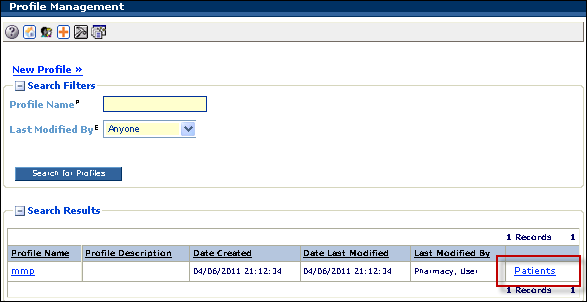 Profile Management
New Profile »
Search Filters
Profile Name P
Last Modified By E Anyone
Search for Profiles
Search Results
1 Records 1
Profile Name Profile Description Date Created Date Last Modified Last Modified By
mmp 04/06/2011 21:12:34 04/06/2011 21:12:34 Pharmacy, User Patients
1 Records 1